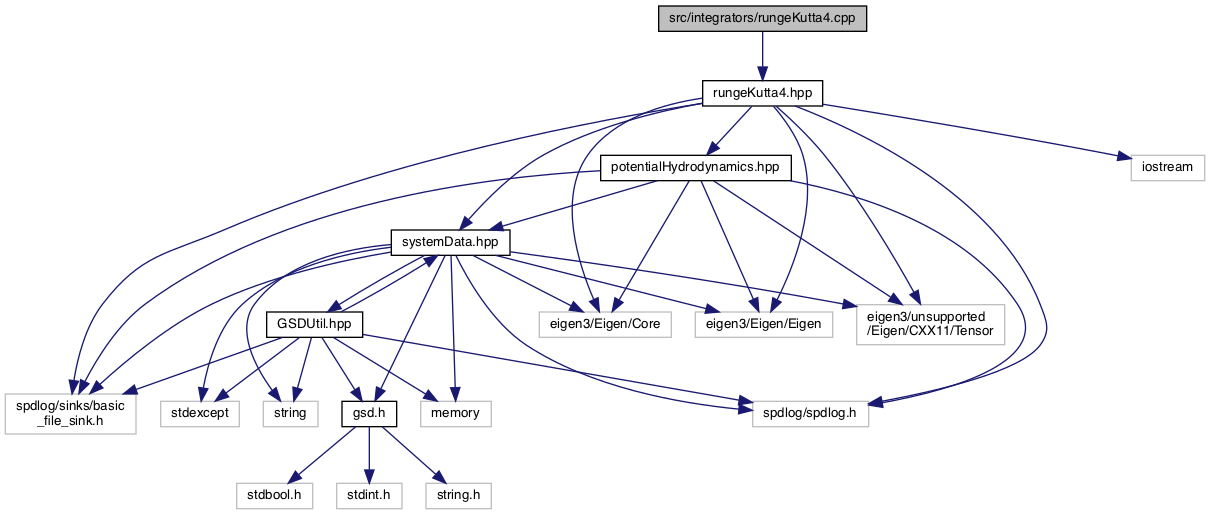 src/integrators/rungeKutta4.cpp
rungeKutta4.hpp
potentialHydrodynamics.hpp
iostream
systemData.hpp
GSDUtil.hpp
eigen3/Eigen/Core
eigen3/Eigen/Eigen
eigen3/unsupported
/Eigen/CXX11/Tensor
spdlog/sinks/basic
_file_sink.h
stdexcept
string
gsd.h
memory
spdlog/spdlog.h
stdbool.h
stdint.h
string.h